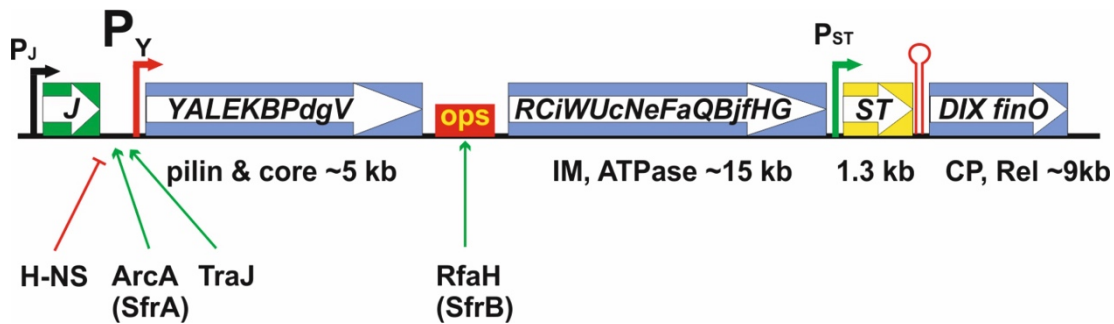 PJ
PY
PST
J
YALEKBPdgV
ops
RCiWUcNeFaQBjfHG
ST
DIX finO
pilin & core ~5 kb
IM, ATPase ~15 kb
1.3 kb
CP, Rel ~9kb
H-NS
ArcA
(SfrA)
TraJ
RfaH
(SfrB)